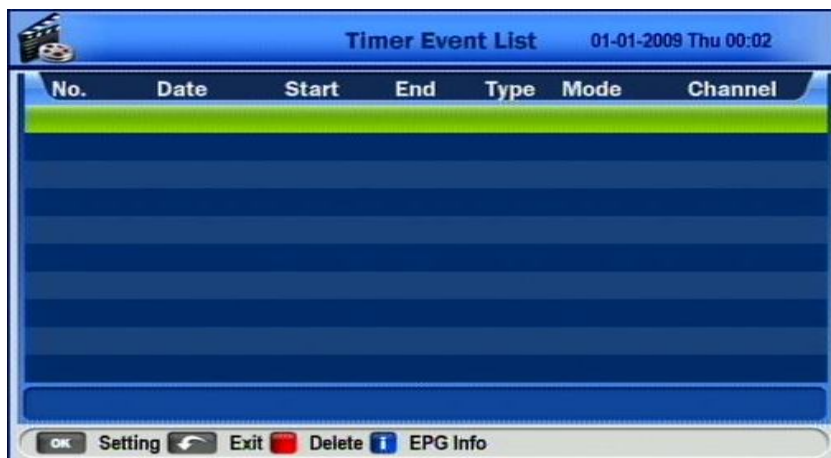 Timer Event List 01-01-2009 Thu 00:02
No. Date Start End Type Mode Channel
OK Setting Exit Delete i EPG Info